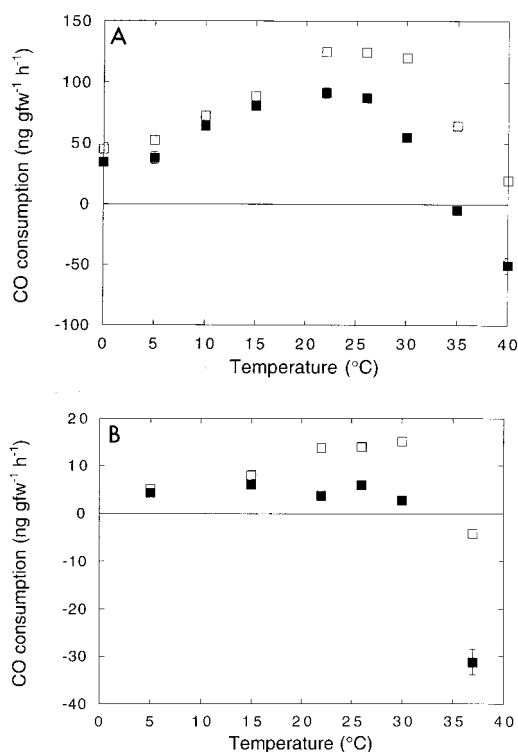 A
150
100
50
0
-50
-100
CO consumption (ng gfw⁻¹ h⁻¹)
0 5 10 15 20 25 30 35 40
Temperature (°C)
B
20
10
0
-10
-20
-30
-40
CO consumption (ng gfw⁻¹ h⁻¹)
0 5 10 15 20 25 30 35 40
Temperature (°C)